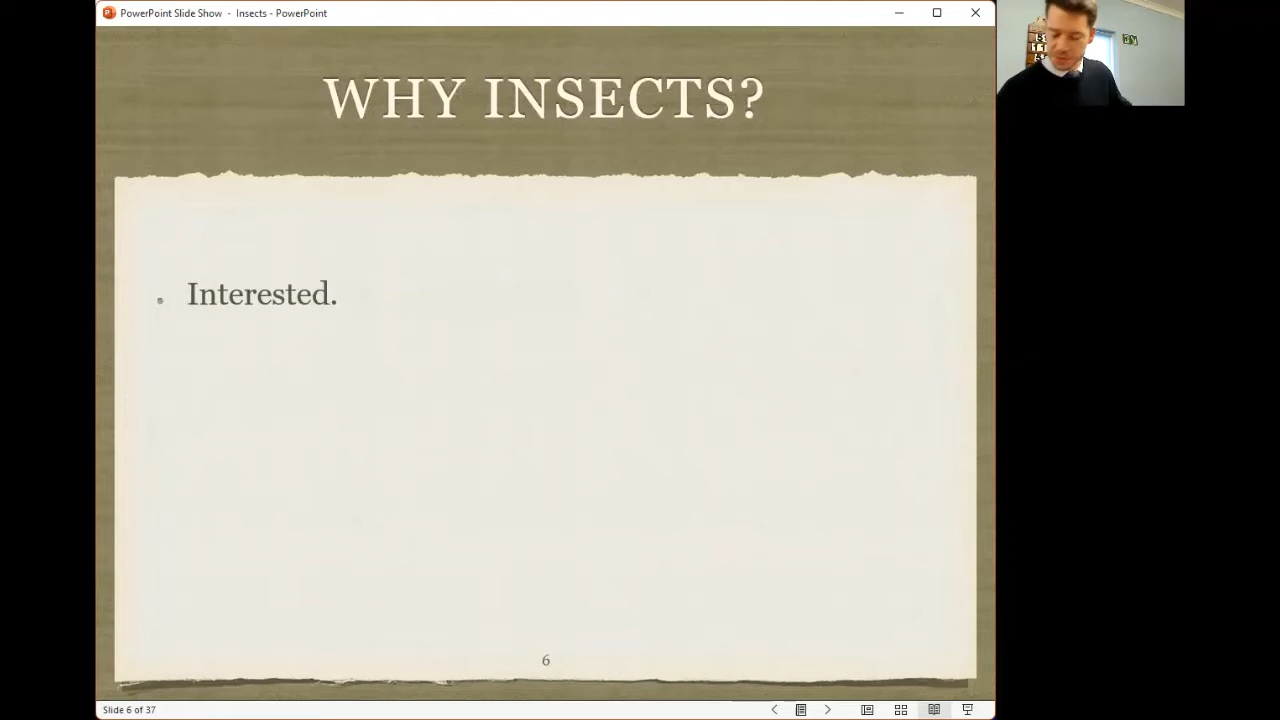 PowerPoint Slide Show - Insects - PowerPoint
WHY INSECTS?
• Interested.
6
Slide 6 of 37